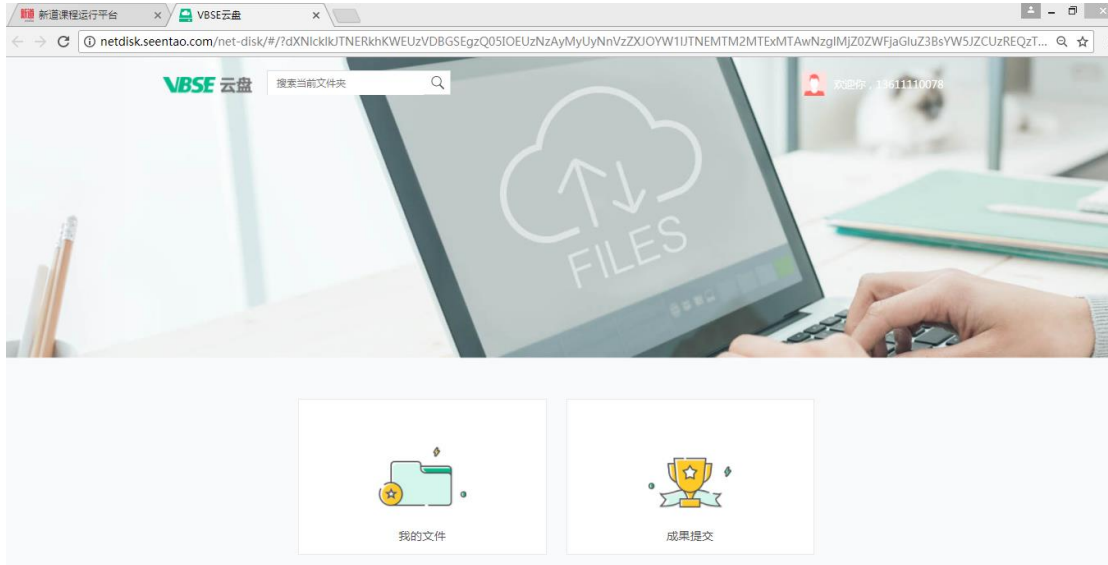 新道课程运行平台
VBSE云盘
netdisk.seentao.com/net-disk/#/?dXNlcklkJTNERkhKWEUzVDBGSEgzQ05IOEUzNzAyMyUyNnVzZXJOYW1lJTNEMTM2MTExMTAwNzglMjZ0ZWFjaGluZ3BsYW5JZCUzREQzT...
VBSE 云盘
搜索当前文件夹
欢迎你，13611110078
FILES
我的文件
成果提交